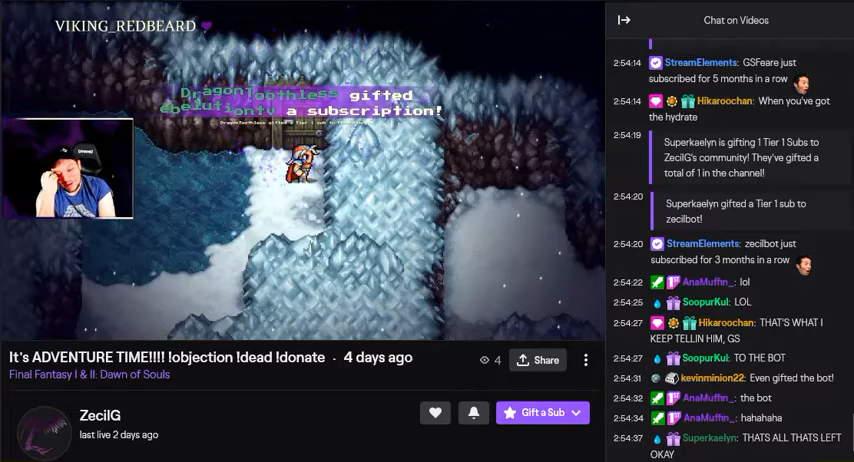 VIKING_REDBEARD
DragonToothless gifted
a subscription!
It's ADVENTURE TIME!!!! !objection !dead !donate · 4 days ago
4
Share
Final Fantasy I & II: Dawn of Souls
ZecilG
last live 2 days ago
Gift a Sub
Chat on Videos
2:54:14 StreamElements: GSFeare just
subscribed for 5 months in a row
2:54:14 Hikaroochan: When you've got
the hydrate
2:54:19
Superkaelyn is gifting 1 Tier 1 Subs to
ZecilG's community! They've gifted a
total of 1 in the channel!
2:54:20
Superkaelyn gifted a Tier 1 sub to
zecilbot!
2:54:20 StreamElements: zecilbot just
subscribed for 3 months in a row
2:54:22 AnaMuffin_: lol
2:54:25 SoopurKul: LOL
2:54:27 Hikaroochan: THAT'S WHAT I
KEEP TELLIN HIM, GS
2:54:27 SoopurKul: TO THE BOT
2:54:31 kevinminion22: Even gifted the bot!
2:54:32 AnaMuffin_: the bot
2:54:34 AnaMuffin_: hahahaha
2:54:37 Superkaelyn: THATS ALL THATS LEFT
OKAY